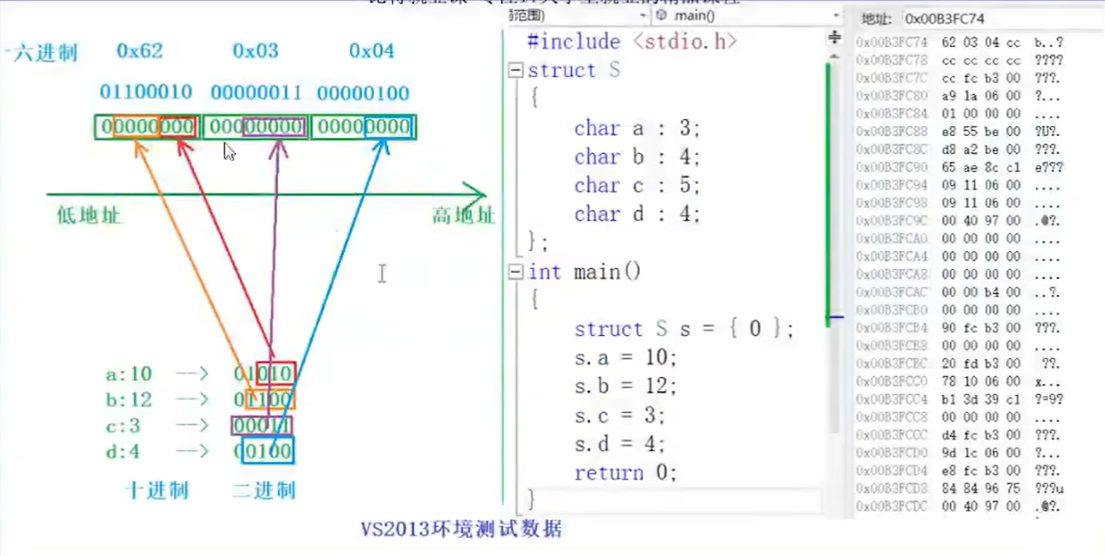 一六进制 0x62 0x03 0x04
01100010 00000011 00000100
00000000 00000000 00000000
低地址 高地址
a:10 --> 01010
b:12 --> 01100
c:3 --> 00011
d:4 --> 00100
十进制 二进制
main()
#include <stdio.h>
struct S
{
char a : 3;
char b : 4;
char c : 5;
char d : 4;
};
int main()
{
struct S s = { 0 };
s.a = 10;
s.b = 12;
s.c = 3;
s.d = 4;
return 0;
}
地址: 0x00B3FC74
0x00B3FC74 62 03 04 cc b..?
0x00B3FC78 cc cc cc cc ????
0x00B3FC7C cc fc b3 00 ???.
0x00B3FC80 a9 1a 06 00 ?...
0x00B3FC84 01 00 00 00 ....
0x00B3FC88 e8 55 be 00 ?U?.
0x00B3FC8C d8 a2 be 00 ???.
0x00B3FC90 65 ae 8c c1 e???
0x00B3FC94 09 11 06 00 ....
0x00B3FC98 09 11 06 00 ....
0x00B3FC9C 00 40 97 00 .@?.
0x00B3FCA0 00 00 00 00 ....
0x00B3FCA4 00 00 00 00 ....
0x00B3FCA8 00 00 00 00 ....
0x00B3FCAC 00 00 b4 00 ..?.
0x00B3FCB0 00 00 00 00 ....
0x00B3FCB4 90 fc b3 00 ???.
0x00B3FCB8 00 00 00 00 ....
0x00B3FCBC 20 fd b3 00 ??.
0x00B3FCC0 78 10 06 00 x...
0x00B3FCC4 b1 3d 39 c1 ?=9?
0x00B3FCC8 00 00 00 00 ....
0x00B3FCCC d4 fc b3 00 ???.
0x00B3FCD0 9d 1c 06 00 ?...
0x00B3FCD4 e8 fc b3 00 ???.
0x00B3FCD8 84 84 96 75 ???u
0x00B3FCDC 00 40 97 00 .@?.
VS2013环境测试数据